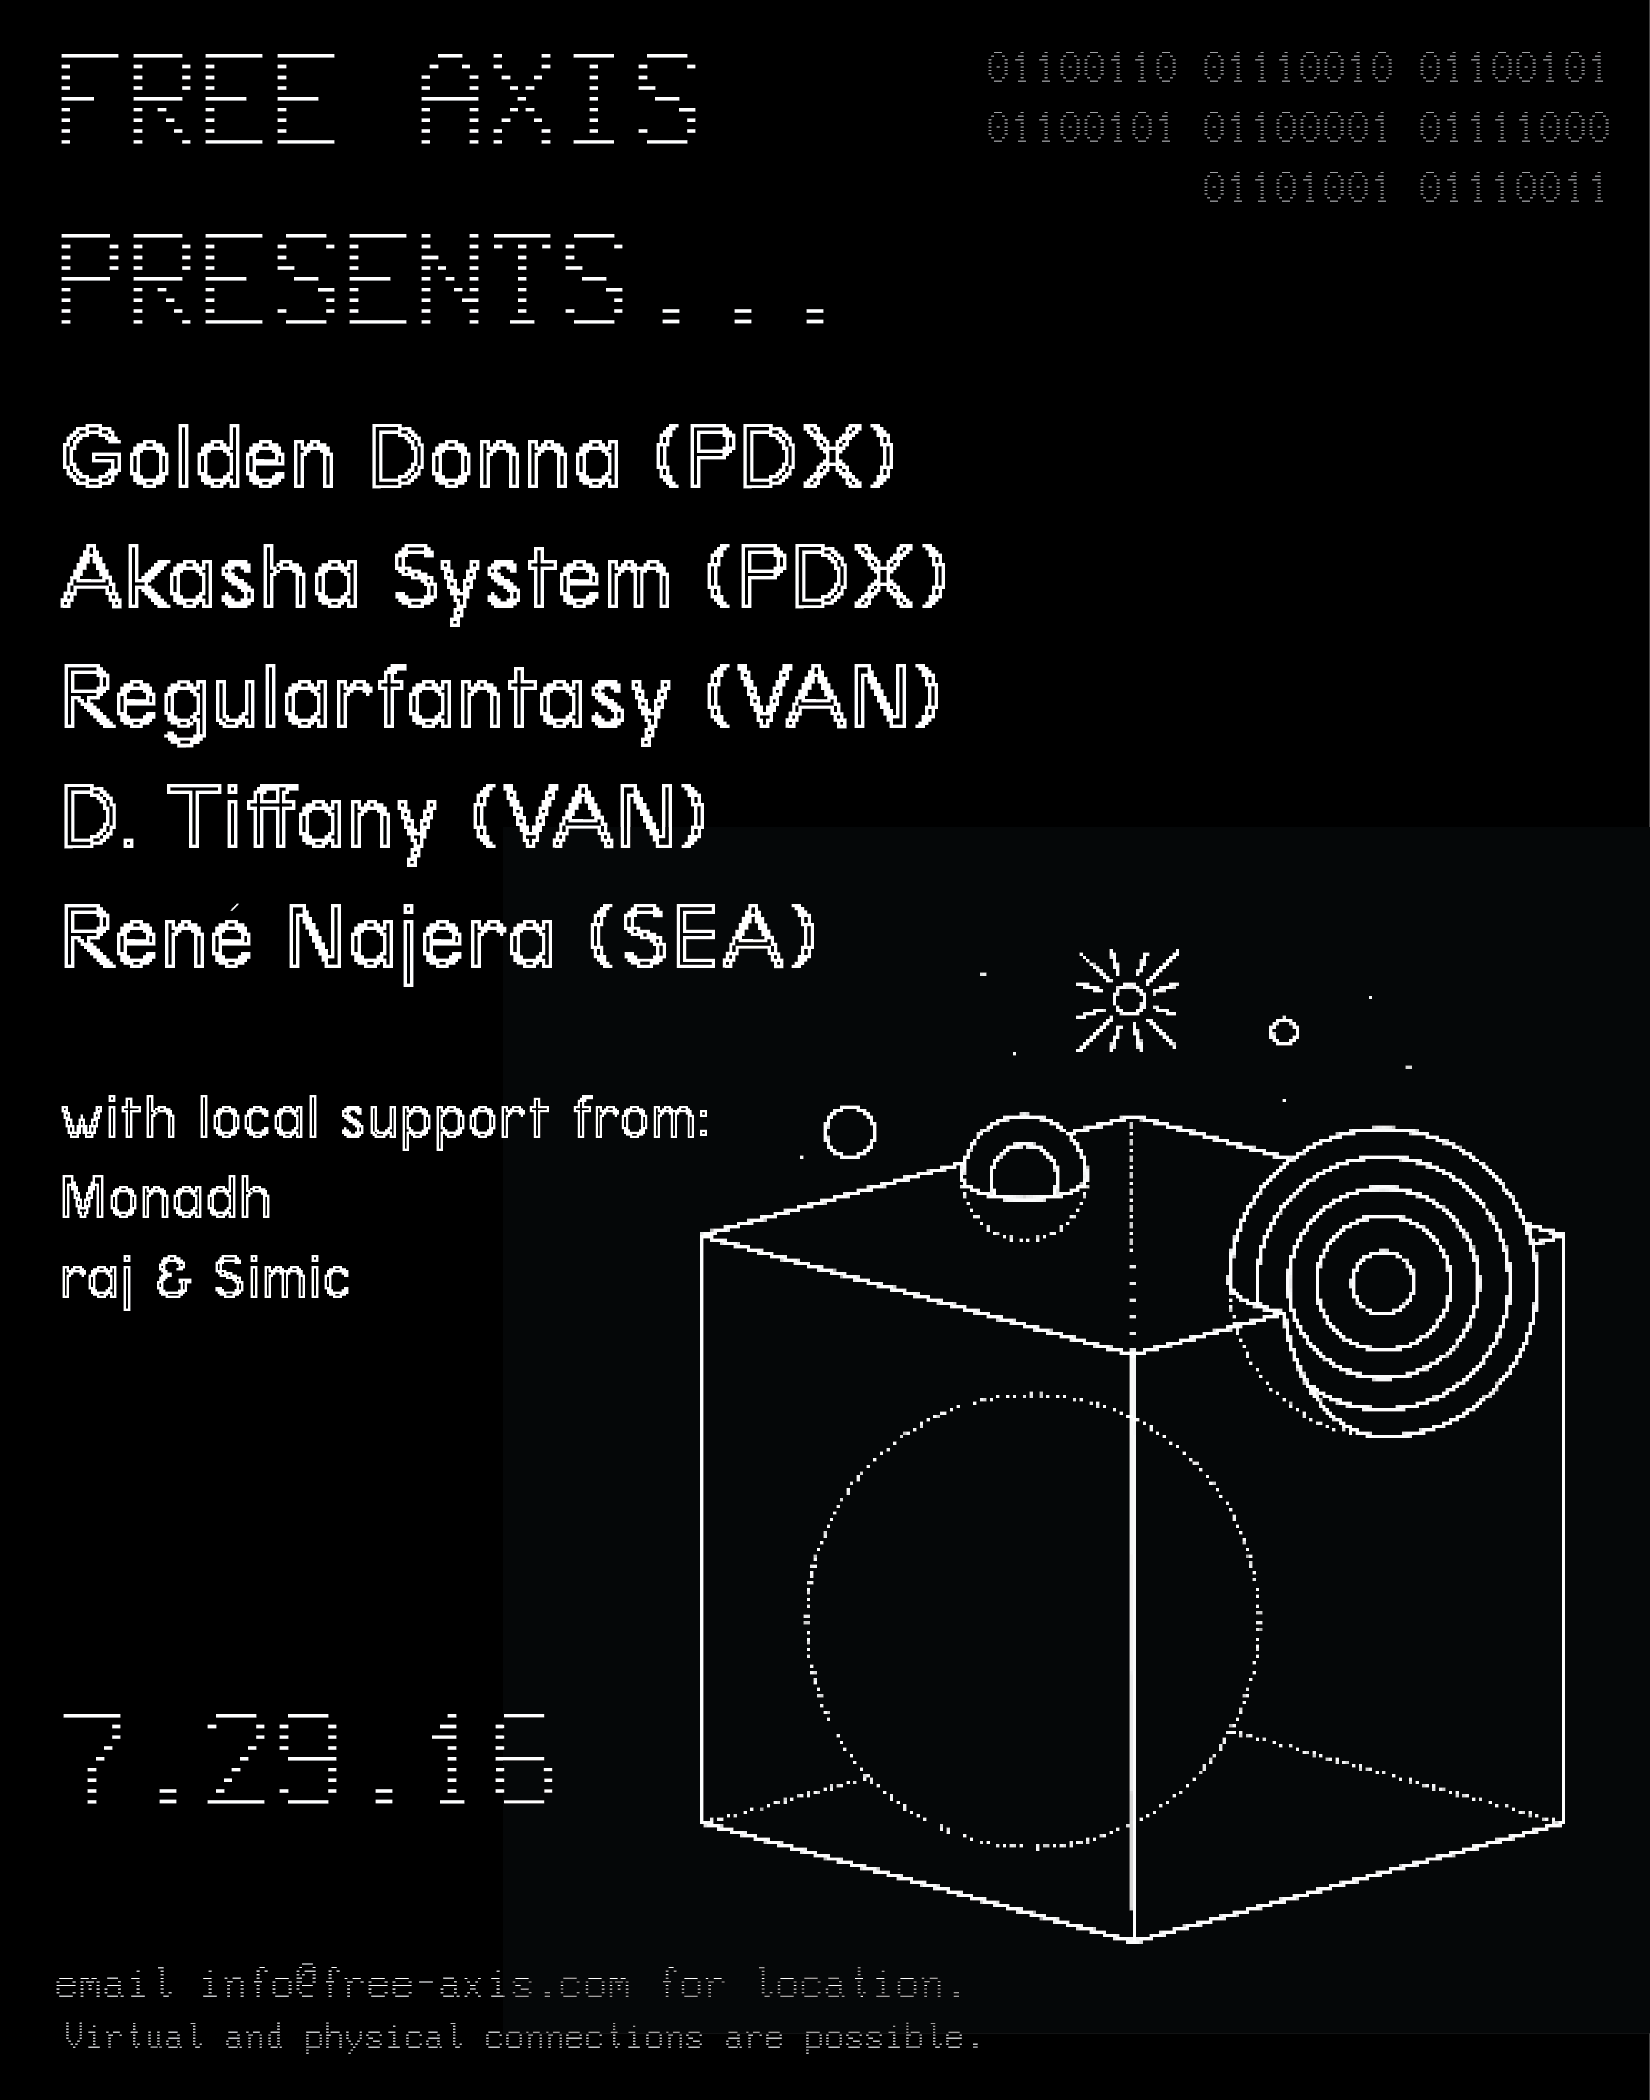 FREE AXIS
01100110 01110010 01100101
01100101 01100001 01111000
01101001 01110011
PRESENTS...
Golden Donna (PDX)
Akasha System (PDX)
Regularfantasy (VAN)
D. Tiffany (VAN)
René Najera (SEA)
with local support from:
Monadh
raj & Simic
7.29.16
email info@free-axis.com for location.
Virtual and physical connections are possible.